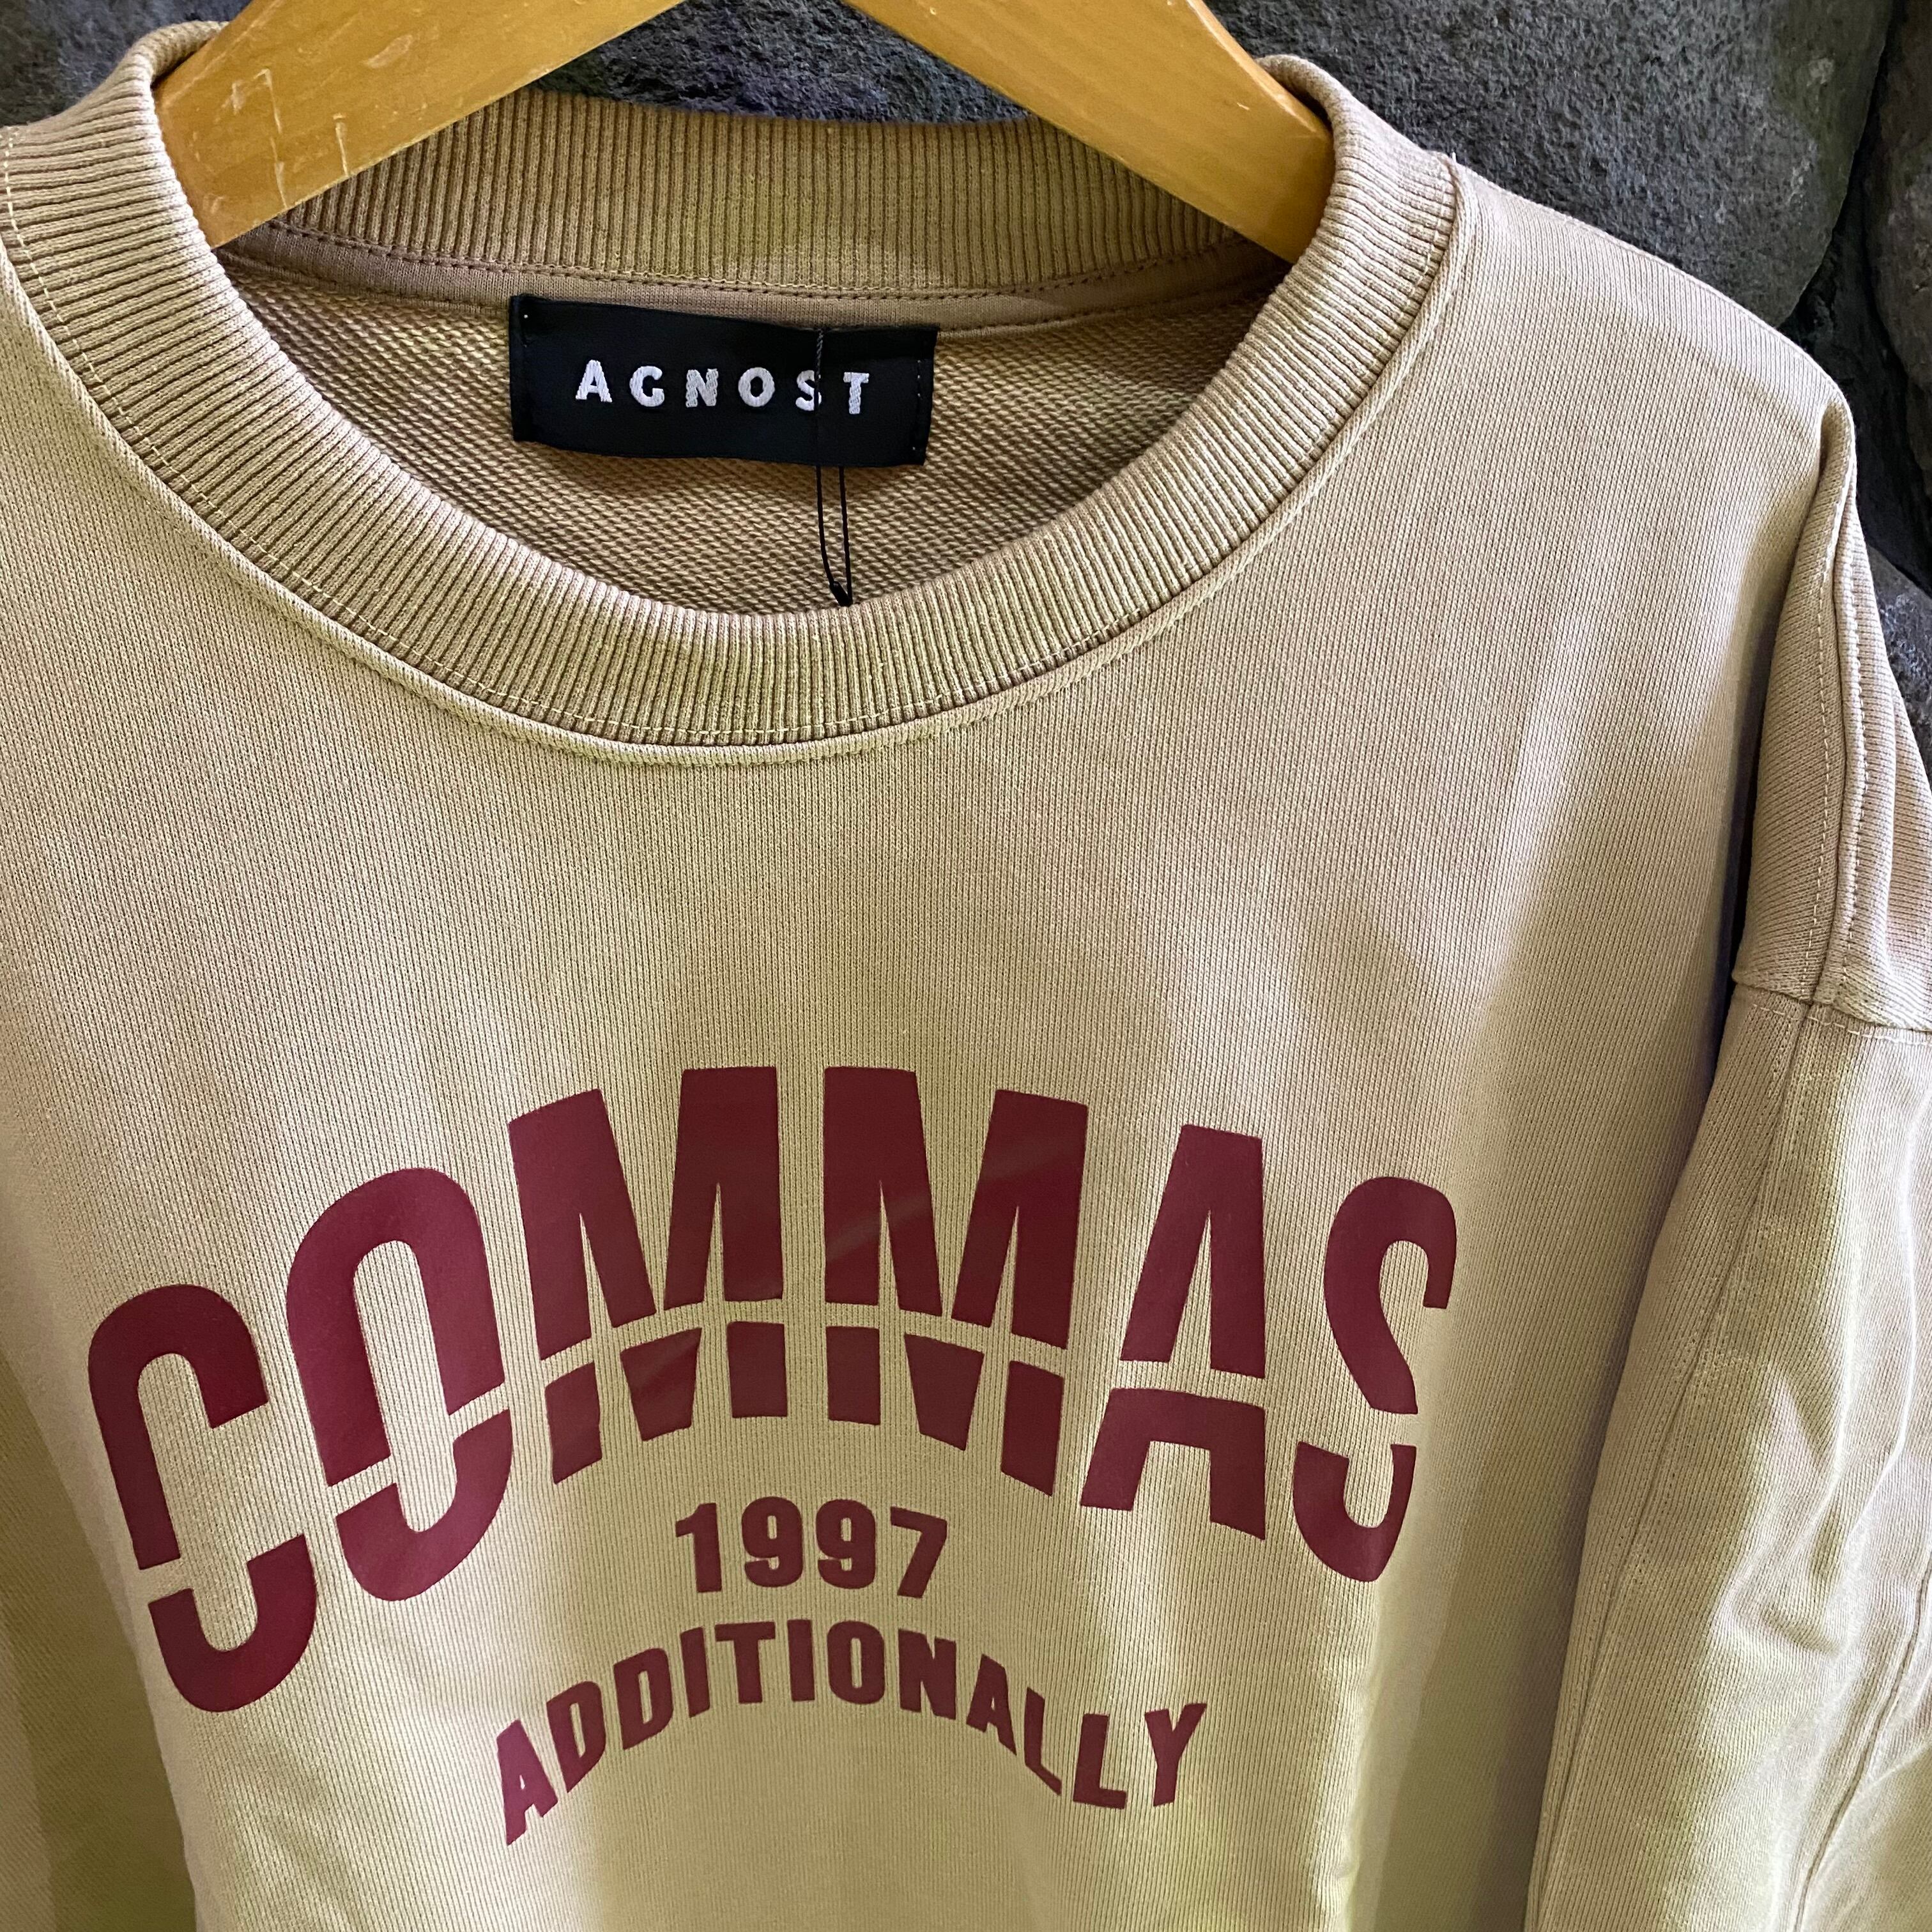 AGNOST
COMMAS
1997
ADDITIONALLY